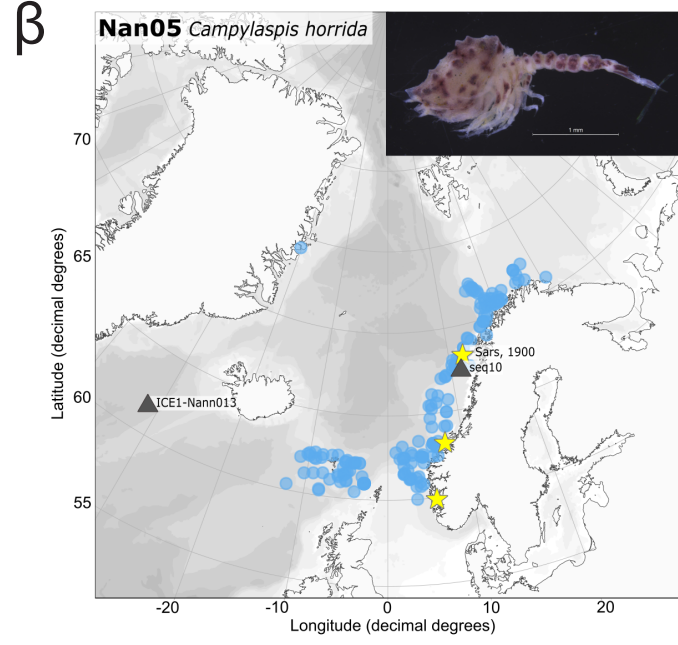 β
Nan05 Campylaspis horrida
1 mm
70
65
60
55
Latitude (decimal degrees)
Sars, 1900
seq10
ICE1-Nann013
-20
-10
0
10
20
Longitude (decimal degrees)